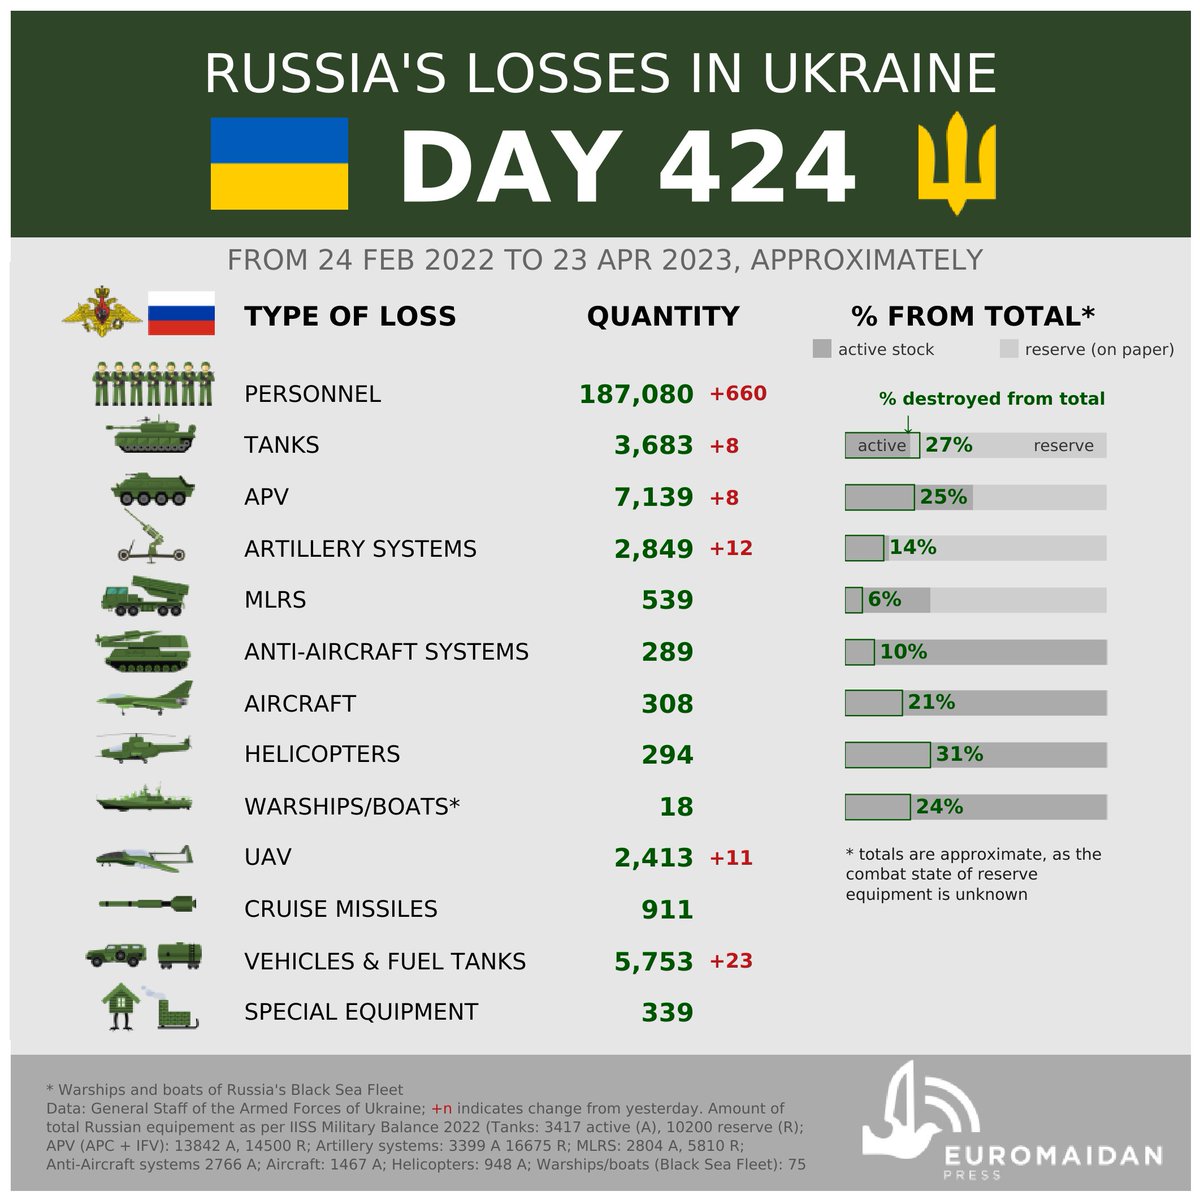 RUSSIA'S LOSSES IN UKRAINE
DAY 424
FROM 24 FEB 2022 TO 23 APR 2023, APPROXIMATELY
TYPE OF LOSS QUANTITY % FROM TOTAL*
active stock reserve (on paper)
PERSONNEL 187,080 +660
% destroyed from total
TANKS 3,683 +8 active 27% reserve
APV 7,139 +8 25%
ARTILLERY SYSTEMS 2,849 +12 14%
MLRS 539 6%
ANTI-AIRCRAFT SYSTEMS 289 10%
AIRCRAFT 308 21%
HELICOPTERS 294 31%
WARSHIPS/BOATS* 18 24%
UAV 2,413 +11
* totals are approximate, as the
combat state of reserve
equipment is unknown
CRUISE MISSILES 911
VEHICLES & FUEL TANKS 5,753 +23
SPECIAL EQUIPMENT 339
* Warships and boats of Russia's Black Sea Fleet
Data: General Staff of the Armed Forces of Ukraine; +n indicates change from yesterday. Amount of
total Russian equipement as per IISS Military Balance 2022 (Tanks: 3417 active (A), 10200 reserve (R);
APV (APC + IFV): 13842 A, 14500 R; Artillery systems: 3399 A 16675 R; MLRS: 2804 A, 5810 R;
Anti-Aircraft systems 2766 A; Aircraft: 1467 A; Helicopters: 948 A; Warships/boats (Black Sea Fleet): 75
EUROMAIDAN
PRESS